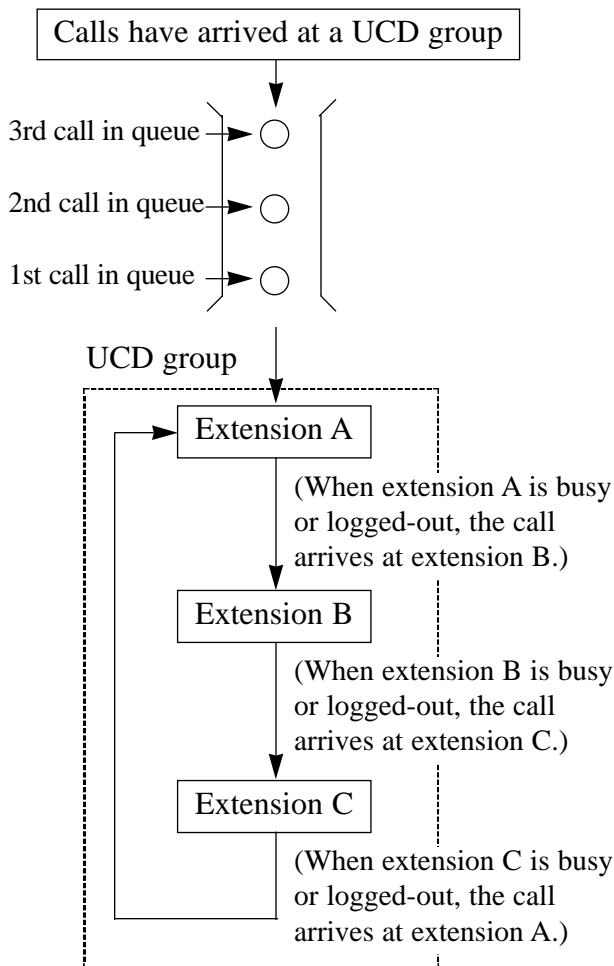 Calls have arrived at a UCD group
3rd call in queue
2nd call in queue
1st call in queue
UCD group
Extension A
(When extension A is busy
or logged-out, the call
arrives at extension B.)
Extension B
(When extension B is busy
or logged-out, the call
arrives at extension C.)
Extension C
(When extension C is busy
or logged-out, the call
arrives at extension A.)